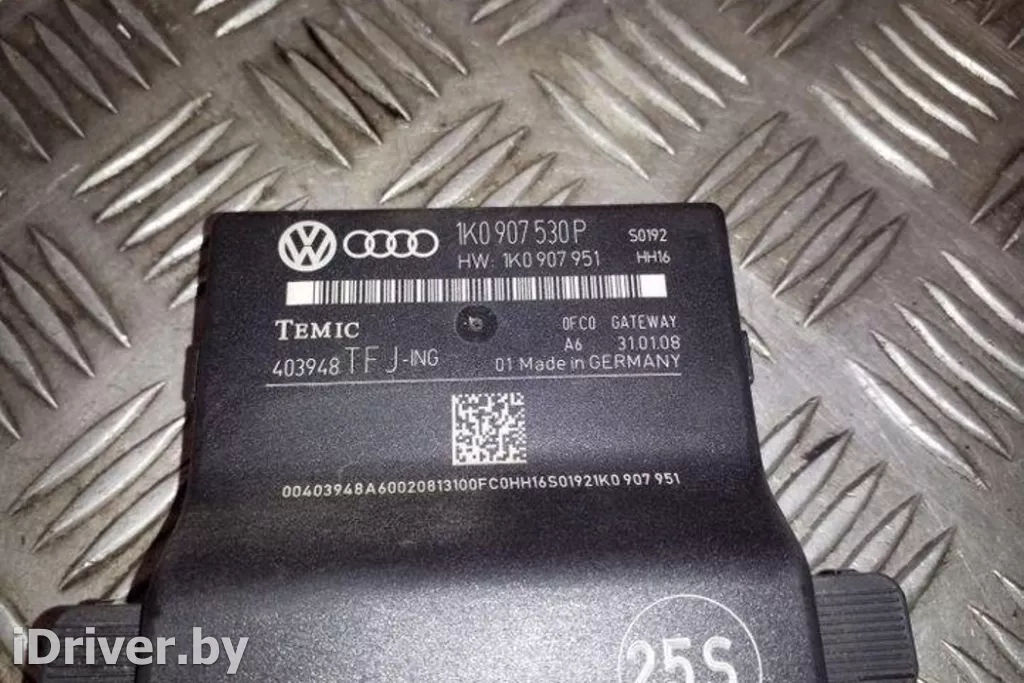 1K0 907 530 P S0192
HW: 1K0 907 951 HH16
TEMIC 0FC0 GATEWAY
A6 31.01.08
403948 TFJ-ING 01 Made in GERMANY
00403948A60020813100FC0HH16S01921K0 907 951
25S
iDriver.by